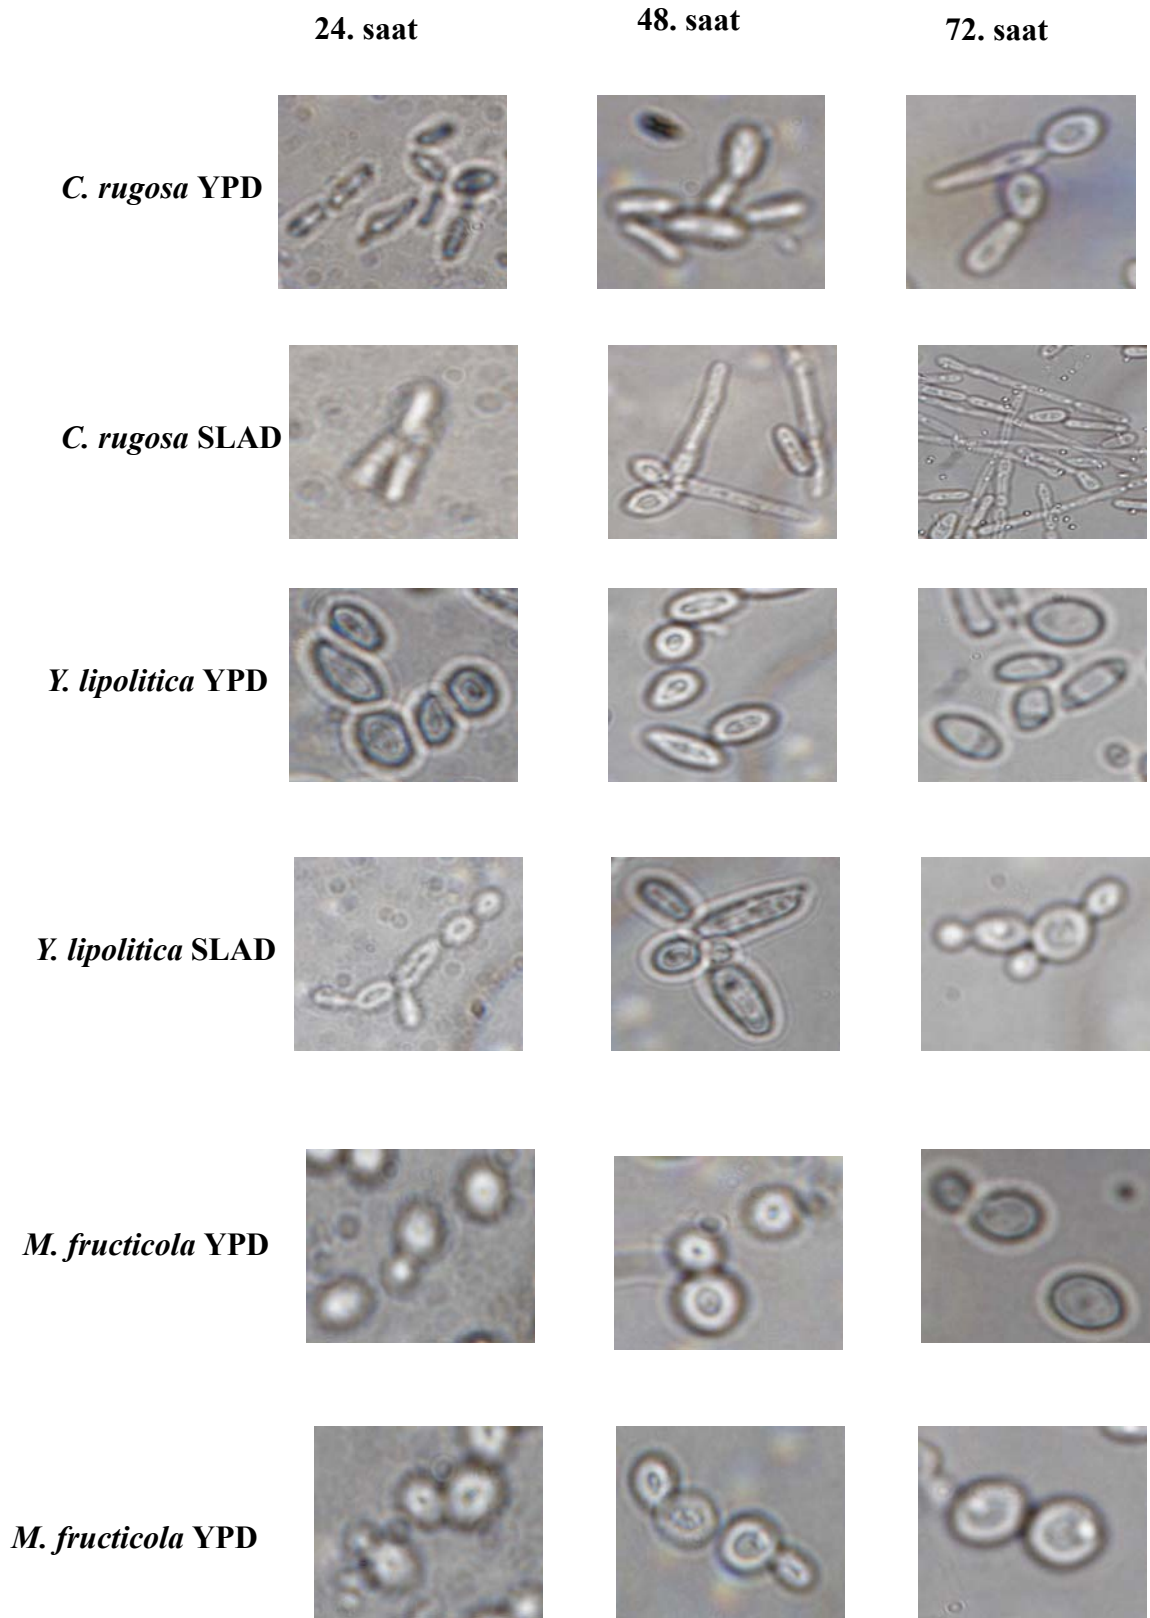 24. saat
48. saat
72. saat
C. rugosa YPD
C. rugosa SLAD
Y. lipolitica YPD
Y. lipolitica SLAD
M. fructicola YPD
M. fructicola YPD